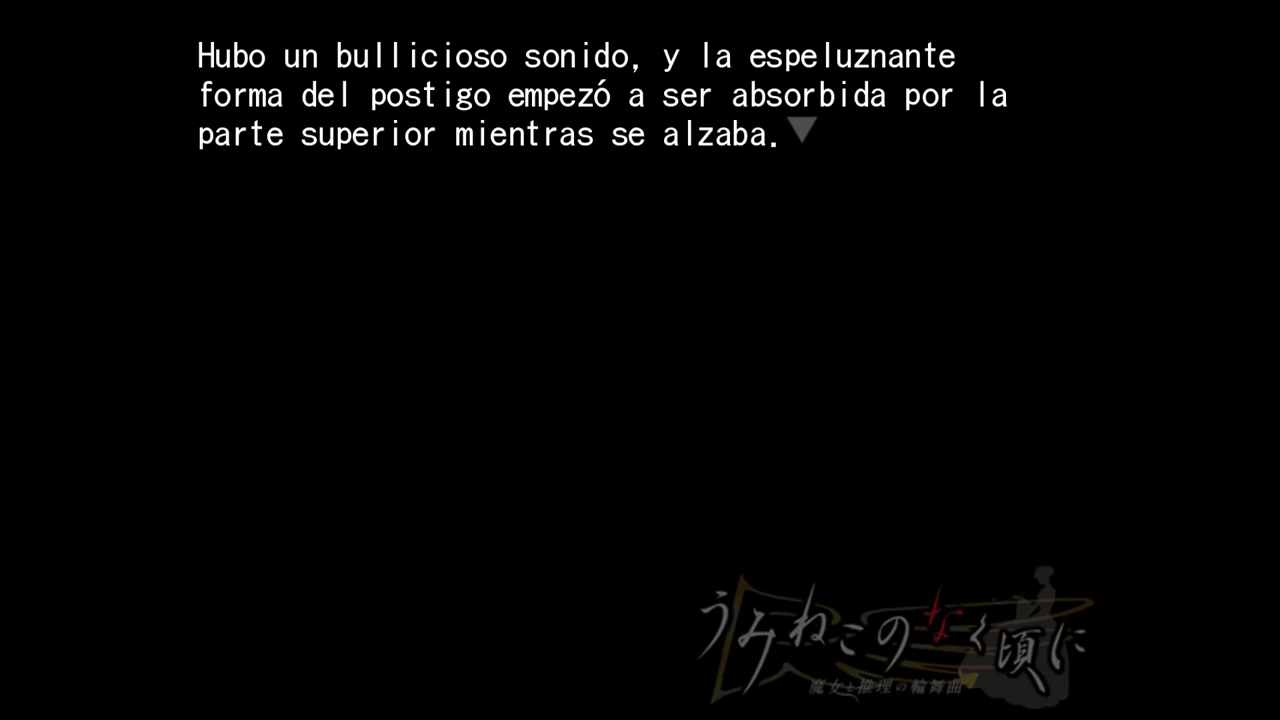 Hubo un bullicioso sonido, y la espeluznante
forma del postigo empezó a ser absorbida por la
parte superior mientras se alzaba.
うみねこのなく頃に
魔女と推理の輪舞曲